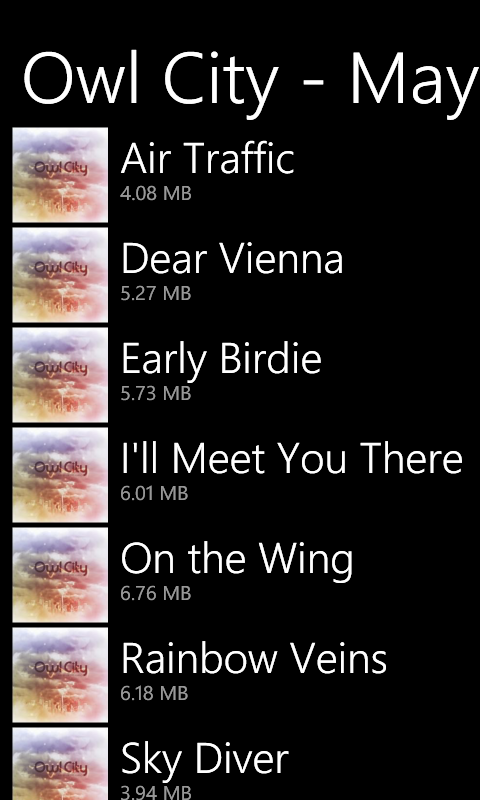 Owl City - May
Owl City
Air Traffic
4.08 MB
Owl City
Dear Vienna
5.27 MB
Owl City
Early Birdie
5.73 MB
Owl City
I'll Meet You There
6.01 MB
Owl City
On the Wing
6.76 MB
Owl City
Rainbow Veins
6.18 MB
Owl City
Sky Diver
3.94 MB